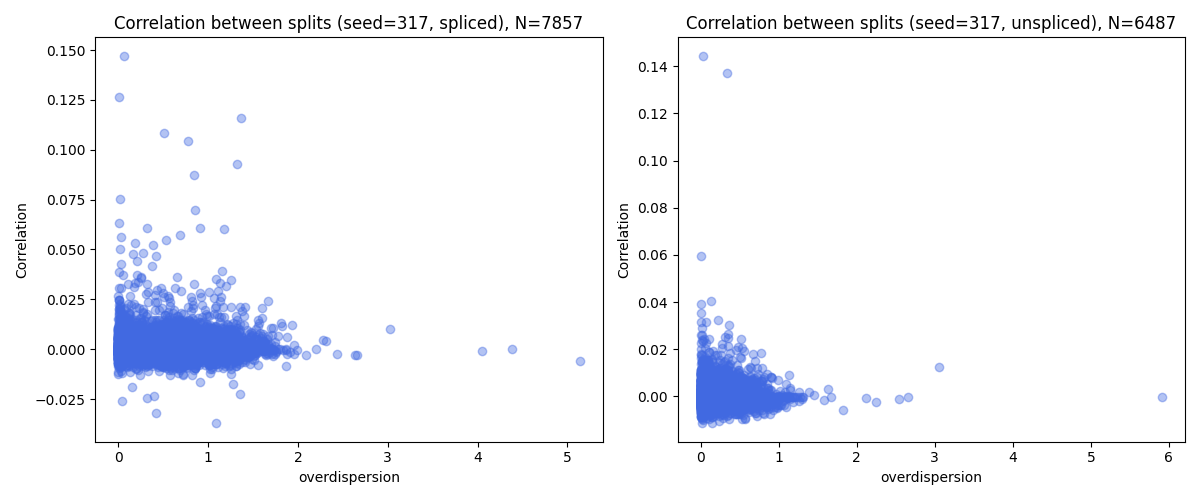 Correlation between splits (seed=317, spliced), N=7857
Correlation
0.150
0.125
0.100
0.075
0.050
0.025
0.000
−0.025
0 1 2 3 4 5
overdispersion
Correlation between splits (seed=317, unspliced), N=6487
Correlation
0.14
0.12
0.10
0.08
0.06
0.04
0.02
0.00
0 1 2 3 4 5 6
overdispersion